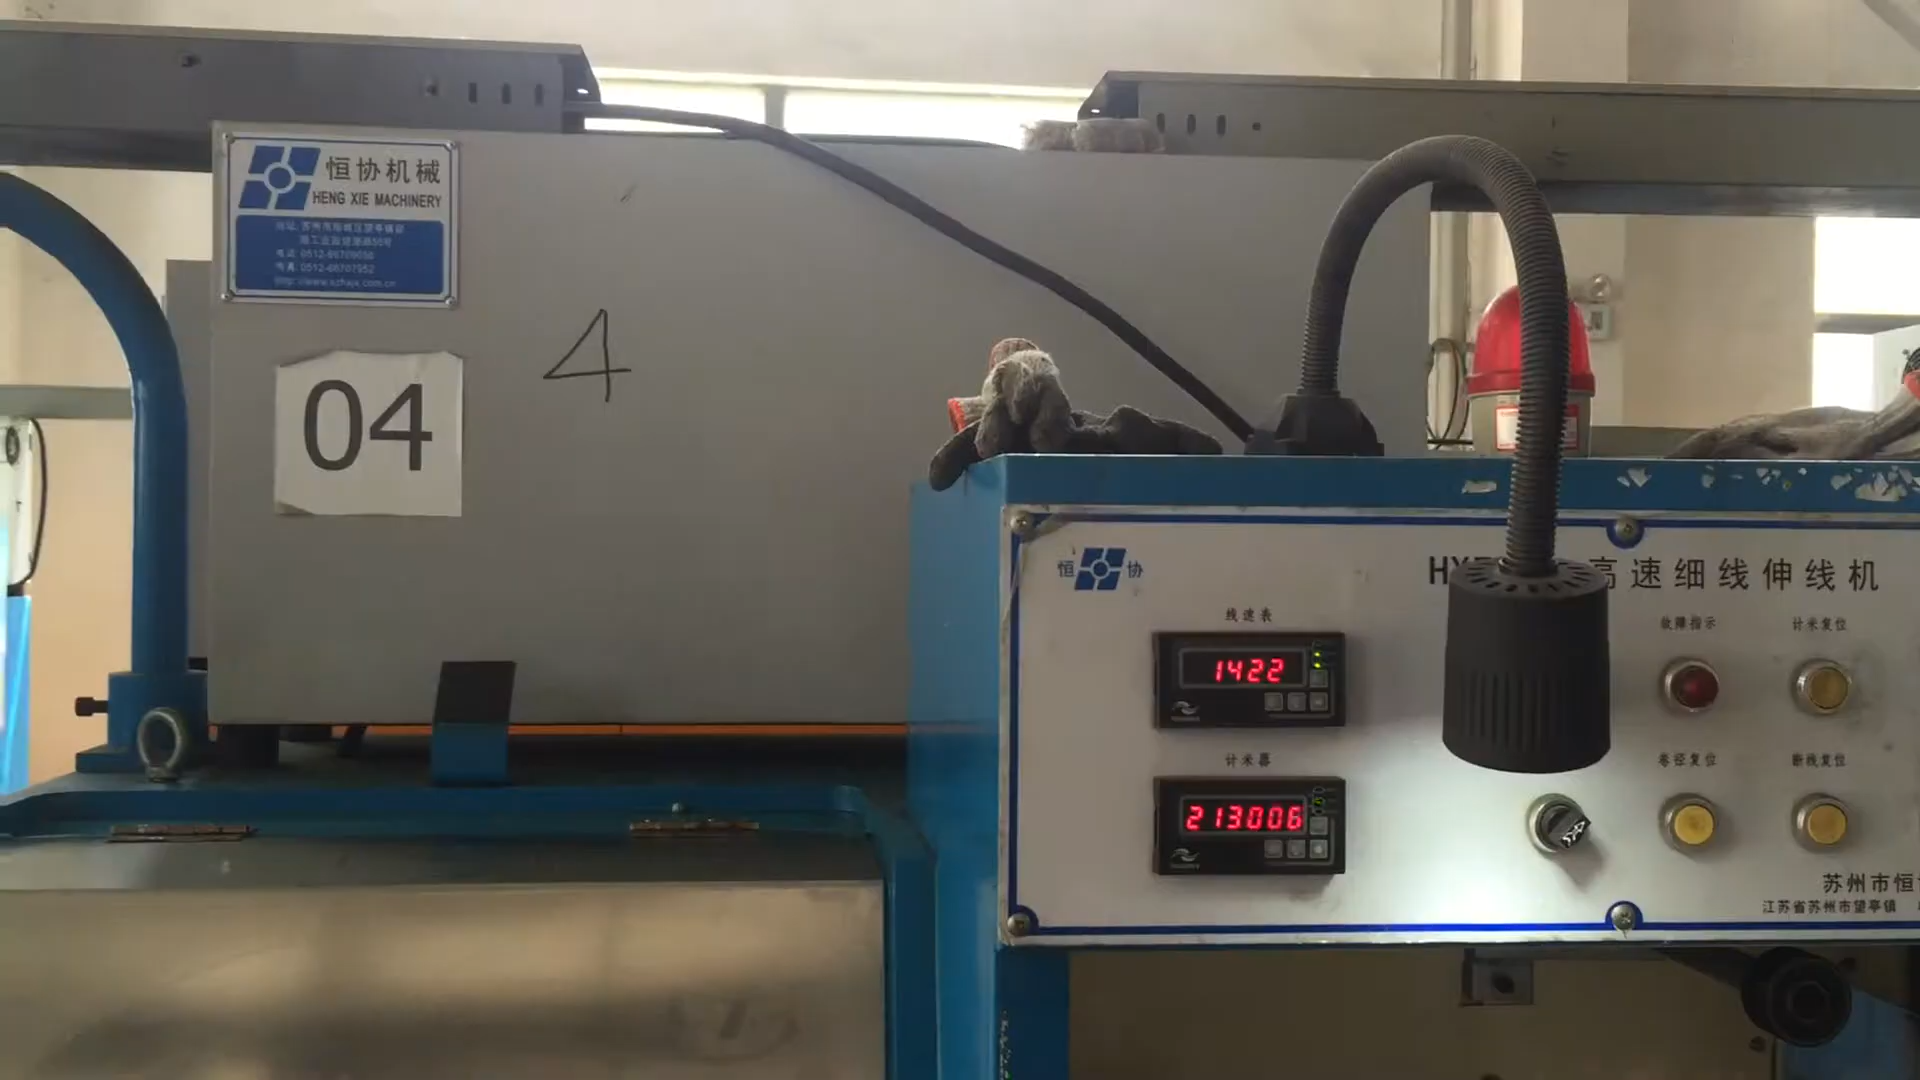 恒协机械
HENG XIE MACHINERY
04
4
恒 协
高速细线伸线机
线速表
1422
故障指示
计米复位
计米器
213006
卷径复位
断线复位
苏州市恒
江苏省苏州市望亭镇